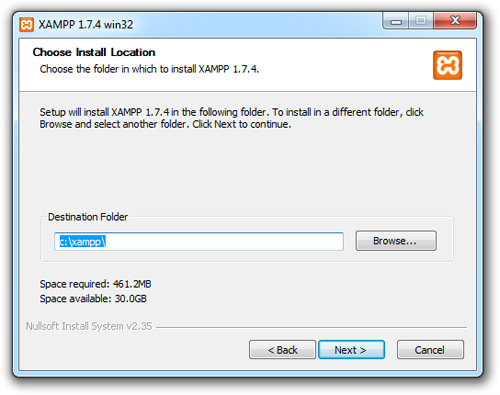 XAMPP 1.7.4 win32
Choose Install Location
Choose the folder in which to install XAMPP 1.7.4.
Setup will install XAMPP 1.7.4 in the following folder. To install in a different folder, click
Browse and select another folder. Click Next to continue.
Destination Folder
c:\xampp\
Browse...
Space required: 461.2MB
Space available: 30.0GB
Nullsoft Install System v2.35
< Back
Next >
Cancel